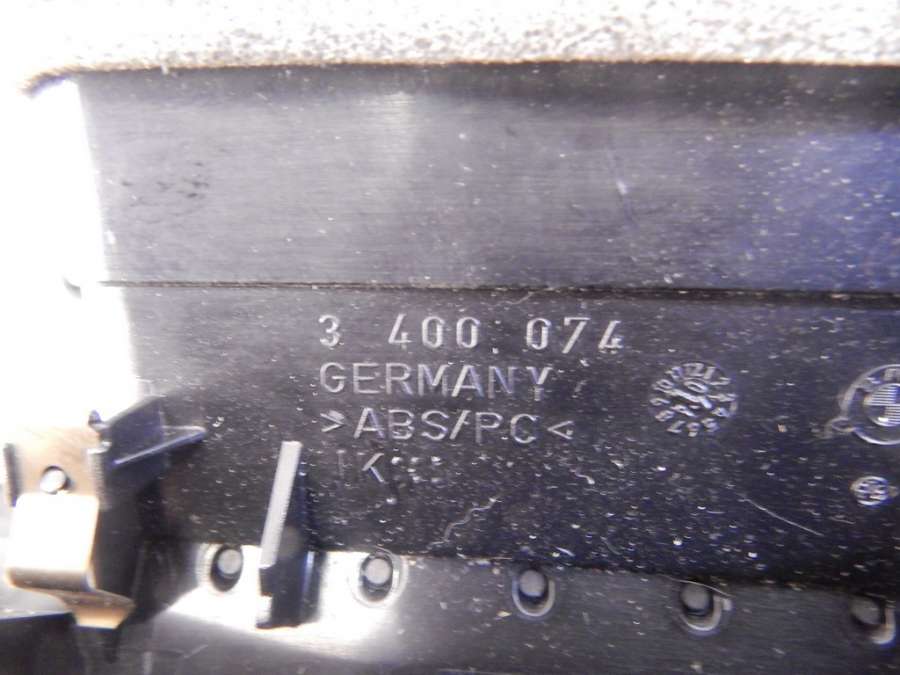 3 400.074
GERMANY
>ABS/PC<